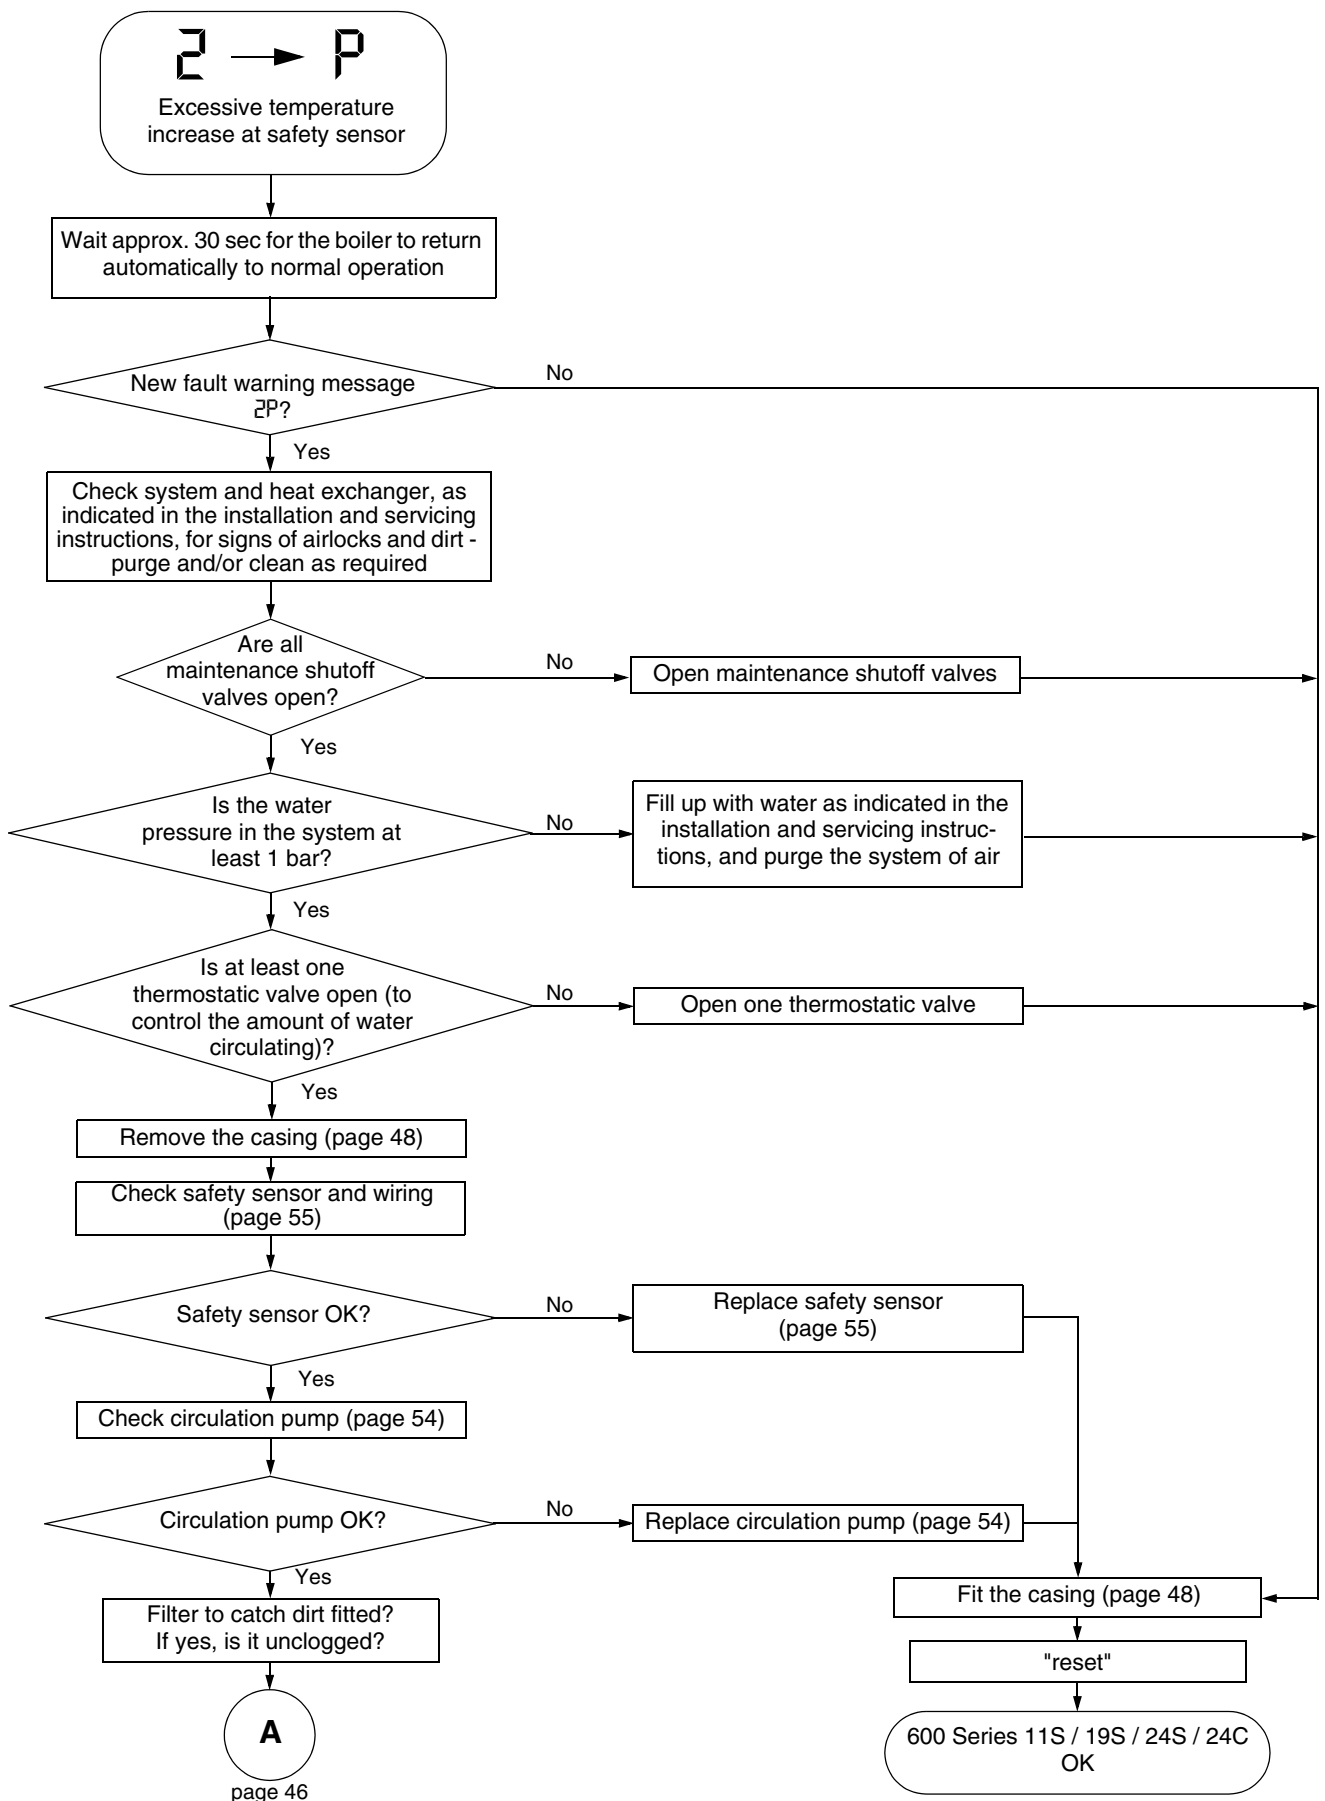 2 → P
Excessive temperature
increase at safety sensor
Wait approx. 30 sec for the boiler to return
automatically to normal operation
New fault warning message
2P?
No
Yes
Check system and heat exchanger, as
indicated in the installation and servicing
instructions, for signs of airlocks and dirt -
purge and/or clean as required
Are all
maintenance shutoff
valves open?
No
Open maintenance shutoff valves
Yes
Is the water
pressure in the system at
least 1 bar?
No
Fill up with water as indicated in the
installation and servicing instruc-
tions, and purge the system of air
Yes
Is at least one
thermostatic valve open (to
control the amount of water
circulating)?
No
Open one thermostatic valve
Yes
Remove the casing (page 48)
Check safety sensor and wiring
(page 55)
Safety sensor OK?
No
Replace safety sensor
(page 55)
Yes
Check circulation pump (page 54)
Circulation pump OK?
No
Replace circulation pump (page 54)
Yes
Filter to catch dirt fitted?
If yes, is it unclogged?
A
page 46
Fit the casing (page 48)
"reset"
600 Series 11S / 19S / 24S / 24C
OK